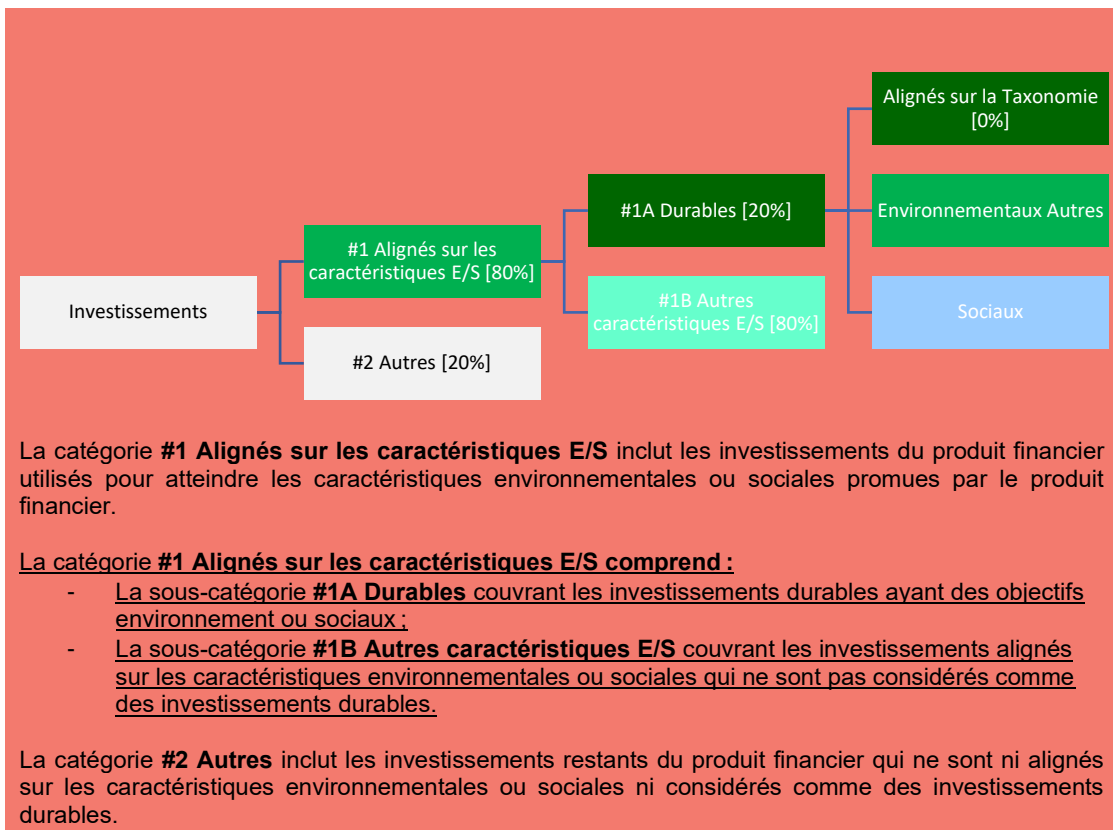 Alignés sur la Taxonomie
[0%]
#1A Durables [20%]
Environnementaux Autres
#1 Alignés sur les
caractéristiques E/S [80%]
Investissements
#1B Autres
caractéristiques E/S [80%]
Sociaux
#2 Autres [20%]
La catégorie #1 Alignés sur les caractéristiques E/S inclut les investissements du produit financier
utilisés pour atteindre les caractéristiques environnementales ou sociales promues par le produit
financier.
La catégorie #1 Alignés sur les caractéristiques E/S comprend :
- La sous-catégorie #1A Durables couvrant les investissements durables ayant des objectifs
environnement ou sociaux ;
- La sous-catégorie #1B Autres caractéristiques E/S couvrant les investissements alignés
sur les caractéristiques environnementales ou sociales qui ne sont pas considérés comme
des investissements durables.
La catégorie #2 Autres inclut les investissements restants du produit financier qui ne sont ni alignés
sur les caractéristiques environnementales ou sociales ni considérés comme des investissements
durables.